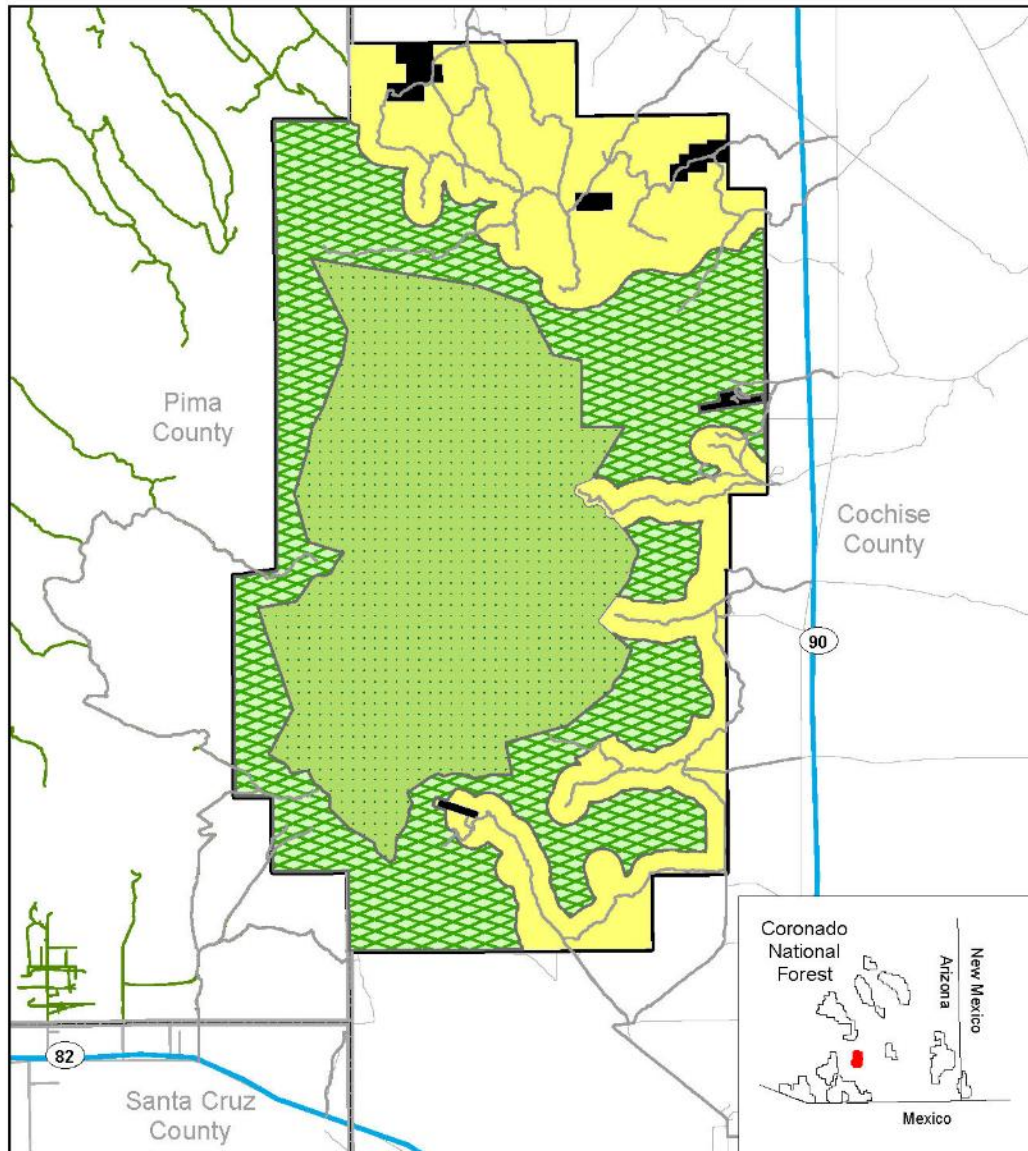 Pima
County
Cochise
County
90
82
Santa Cruz
County
Coronado
National
Forest
Arizona
New Mexico
Mexico